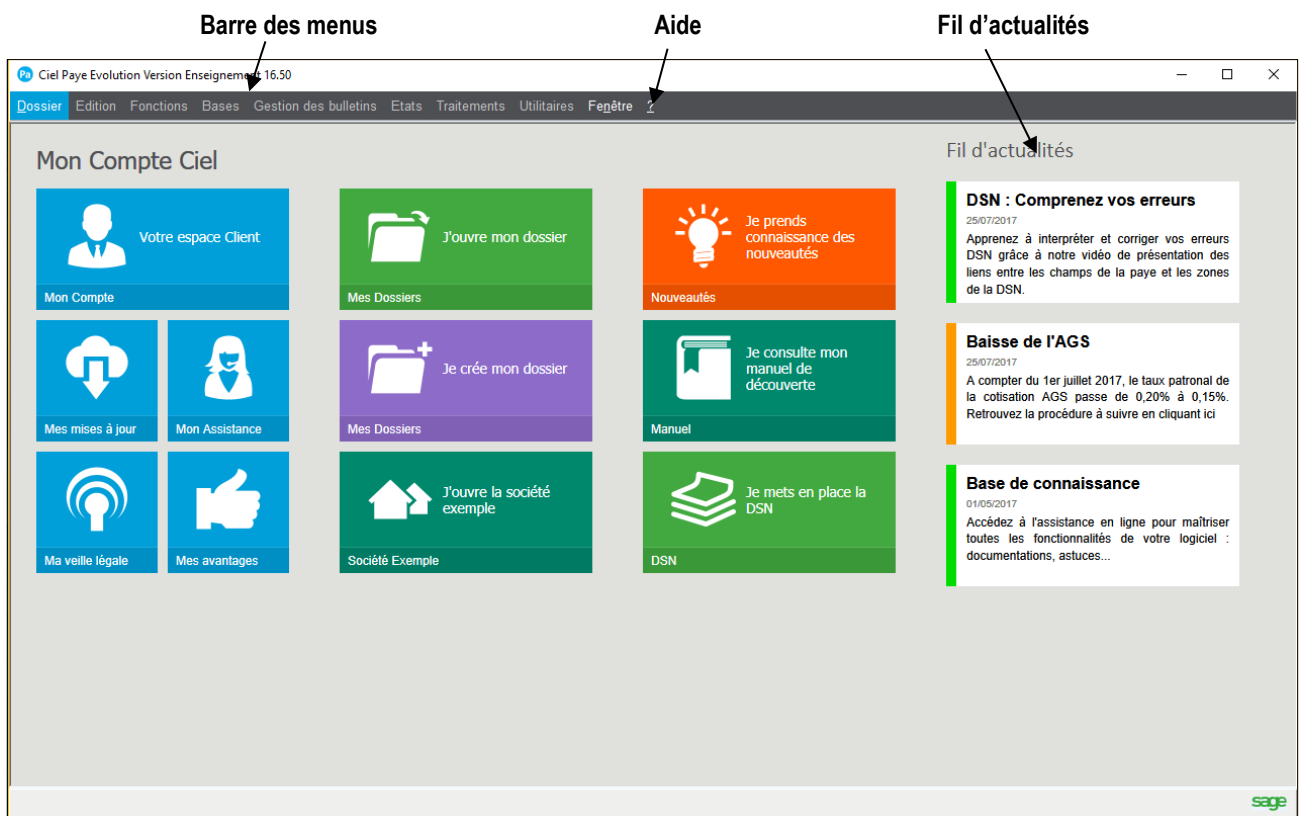 Barre des menus
Aide
Fil d’actualités
Pa Ciel Paye Evolution Version Enseignement 16.50
Dossier Edition Fonctions Bases Gestion des bulletins Etats Traitements Utilitaires Fenêtre ?
Mon Compte Ciel
Votre espace Client
Mon Compte
J'ouvre mon dossier
Mes Dossiers
Je prends
connaissance des
nouveautés
Nouveautés
Mes mises à jour
Mon Assistance
Je crée mon dossier
Mes Dossiers
Je consulte mon
manuel de
découverte
Manuel
Ma veille légale
Mes avantages
J'ouvre la société
exemple
Société Exemple
Je mets en place la
DSN
DSN
Fil d'actualités
DSN : Comprenez vos erreurs
25/07/2017
Apprenez à interpréter et corriger vos erreurs
DSN grâce à notre vidéo de présentation des
liens entre les champs de la paye et les zones
de la DSN.
Baisse de l'AGS
25/07/2017
A compter du 1er juillet 2017, le taux patronal de
la cotisation AGS passe de 0,20% à 0,15%.
Retrouvez la procédure à suivre en cliquant ici
Base de connaissance
01/05/2017
Accédez à l'assistance en ligne pour maîtriser
toutes les fonctionnalités de votre logiciel :
documentations, astuces...
sage